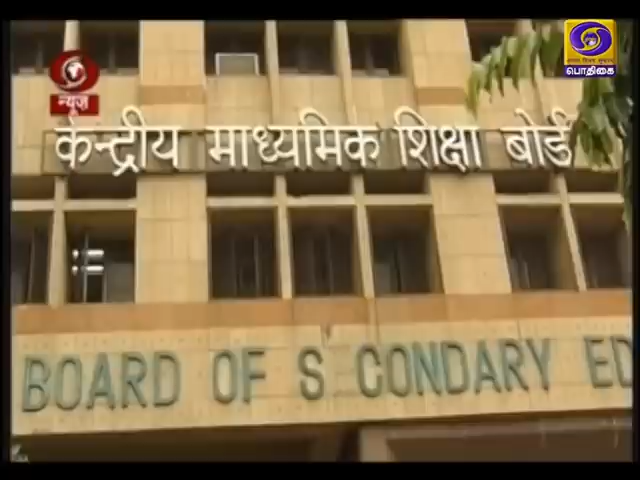 न्यूज़
பொதிகை
केन्द्रीय माध्यमिक शिक्षा बोर्ड
BOARD OF S CONDARY ED